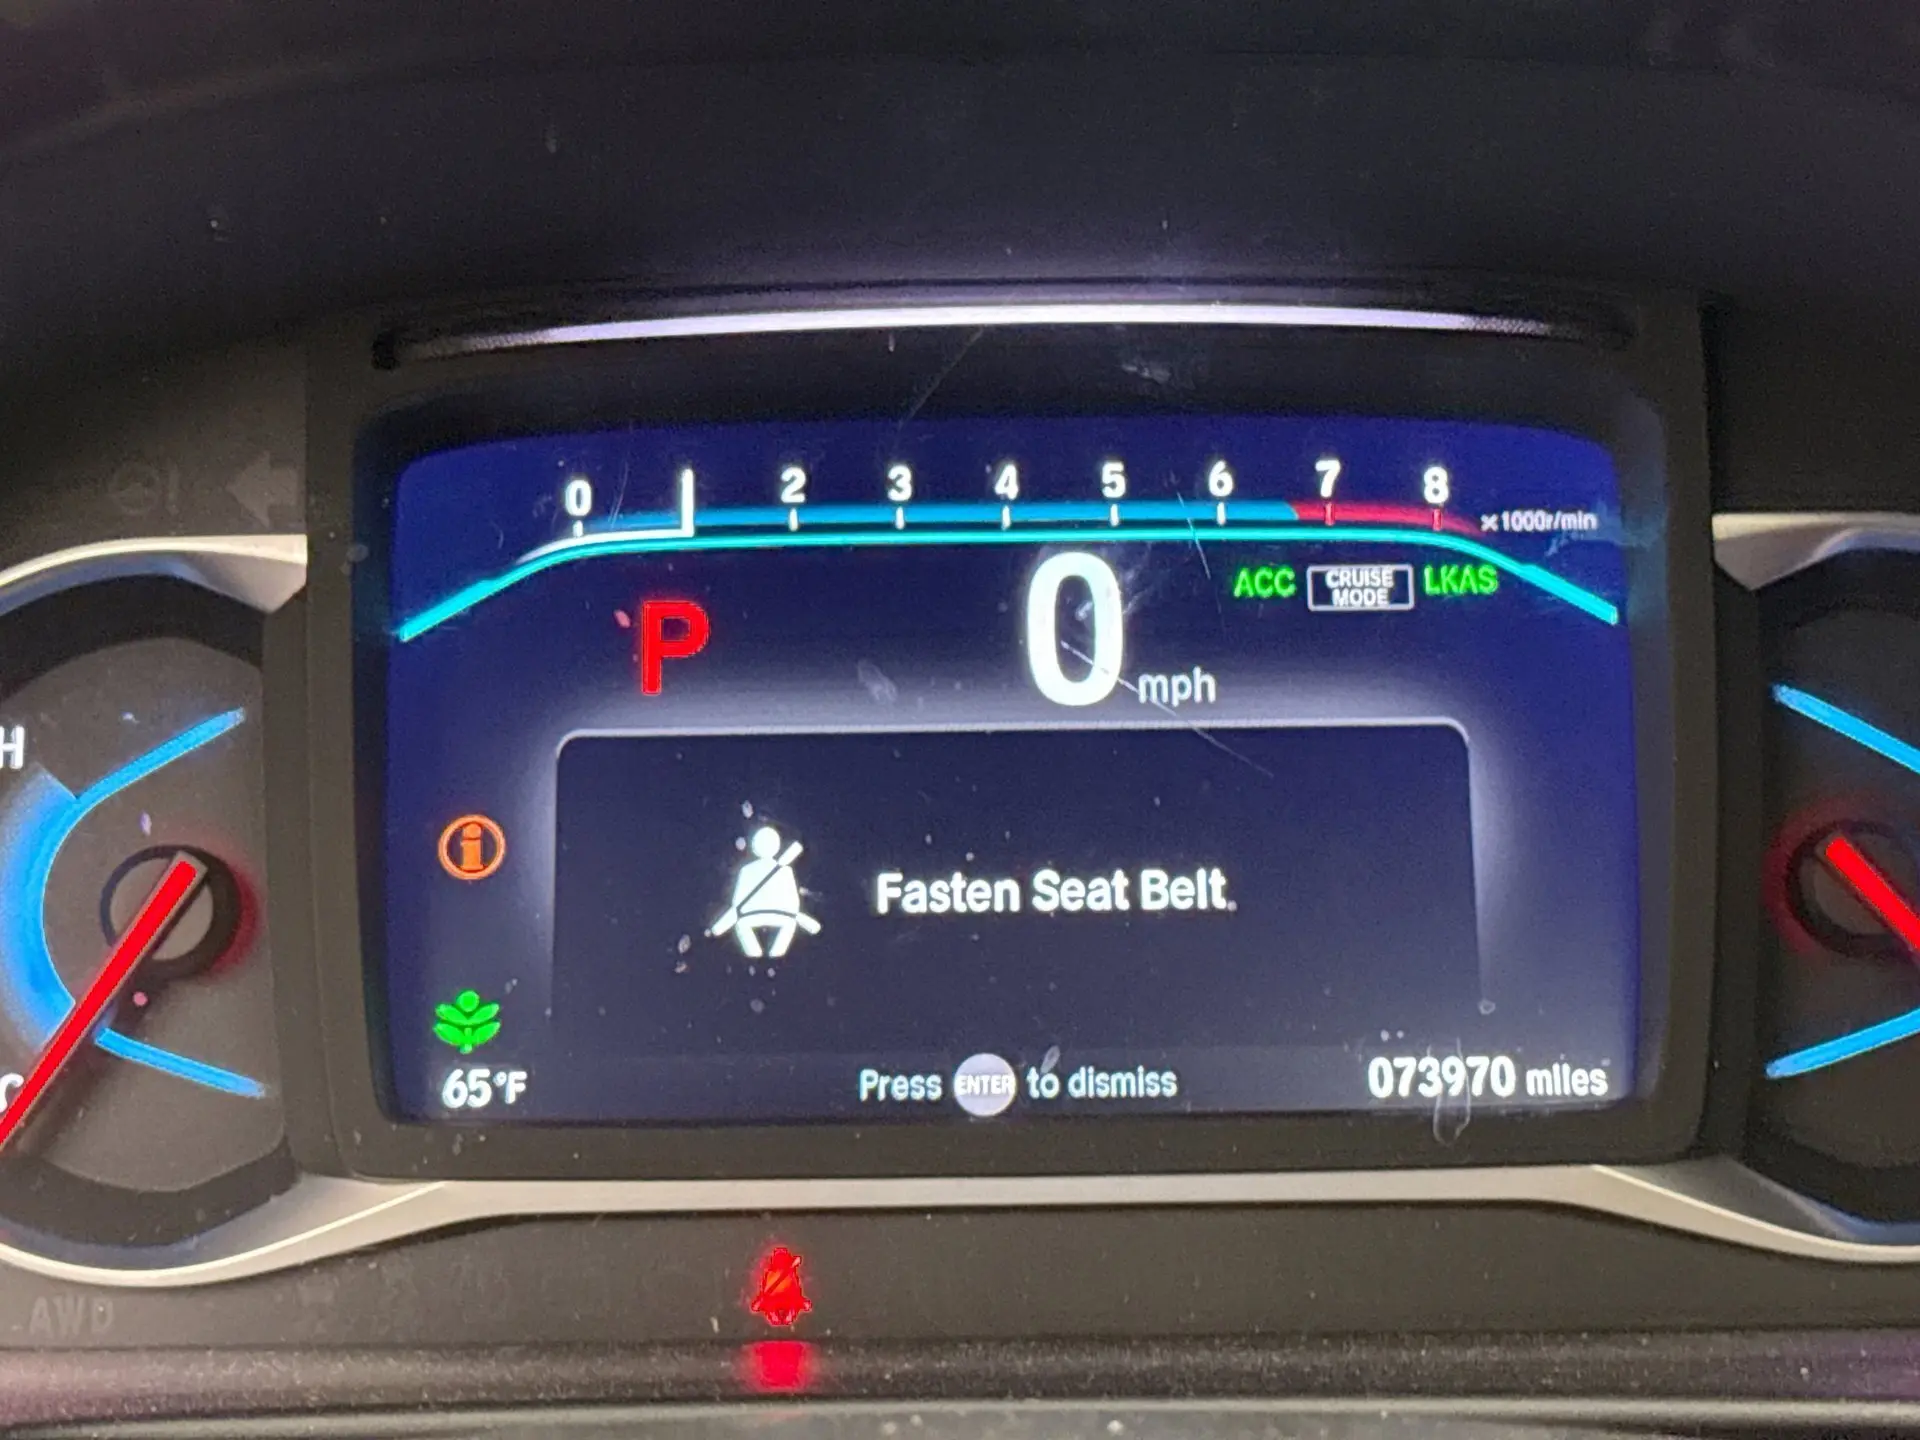 0 2 3 4 5 6 7 8
×1000r/min
P
0 mph
ACC CRUISE MODE LKAS
H
Fasten Seat Belt.
C
65°F
Press ENTER to dismiss
073970 miles
AWD